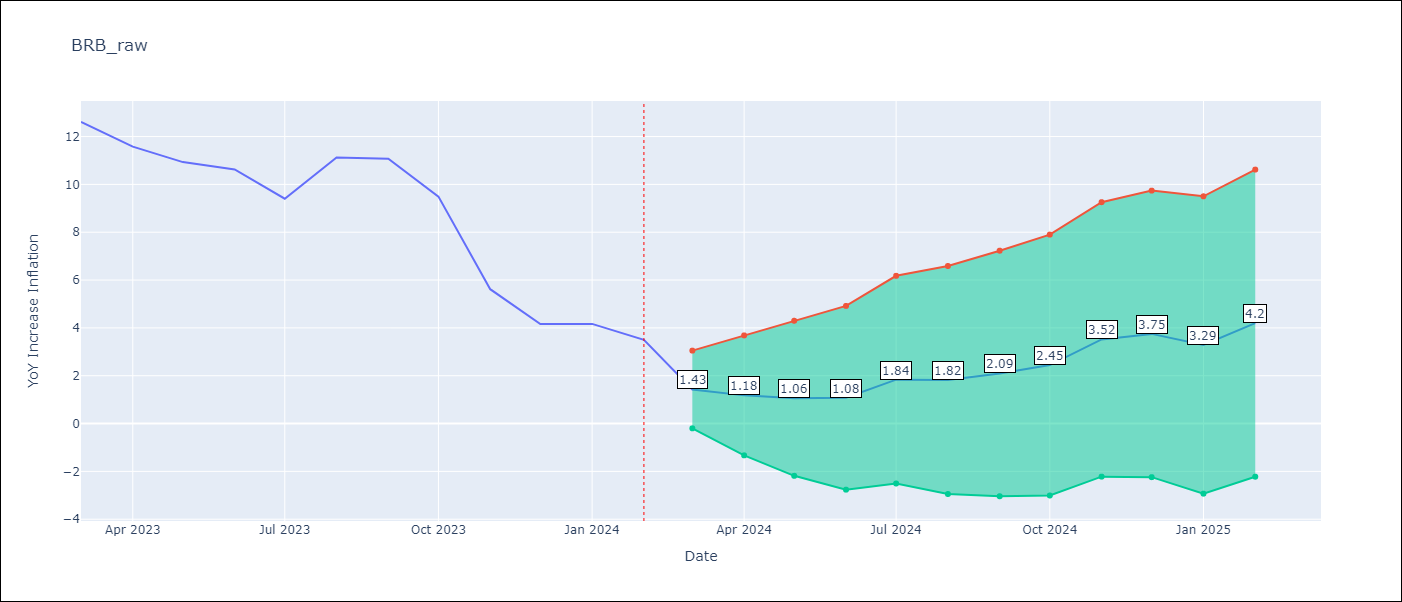 BRB_raw
YoY Increase Inflation
12
10
8
6
4
2
0
−2
−4
1.43
1.18
1.06
1.08
1.84
1.82
2.09
2.45
3.52
3.75
3.29
4.2
Apr 2023
Jul 2023
Oct 2023
Jan 2024
Apr 2024
Jul 2024
Oct 2024
Jan 2025
Date